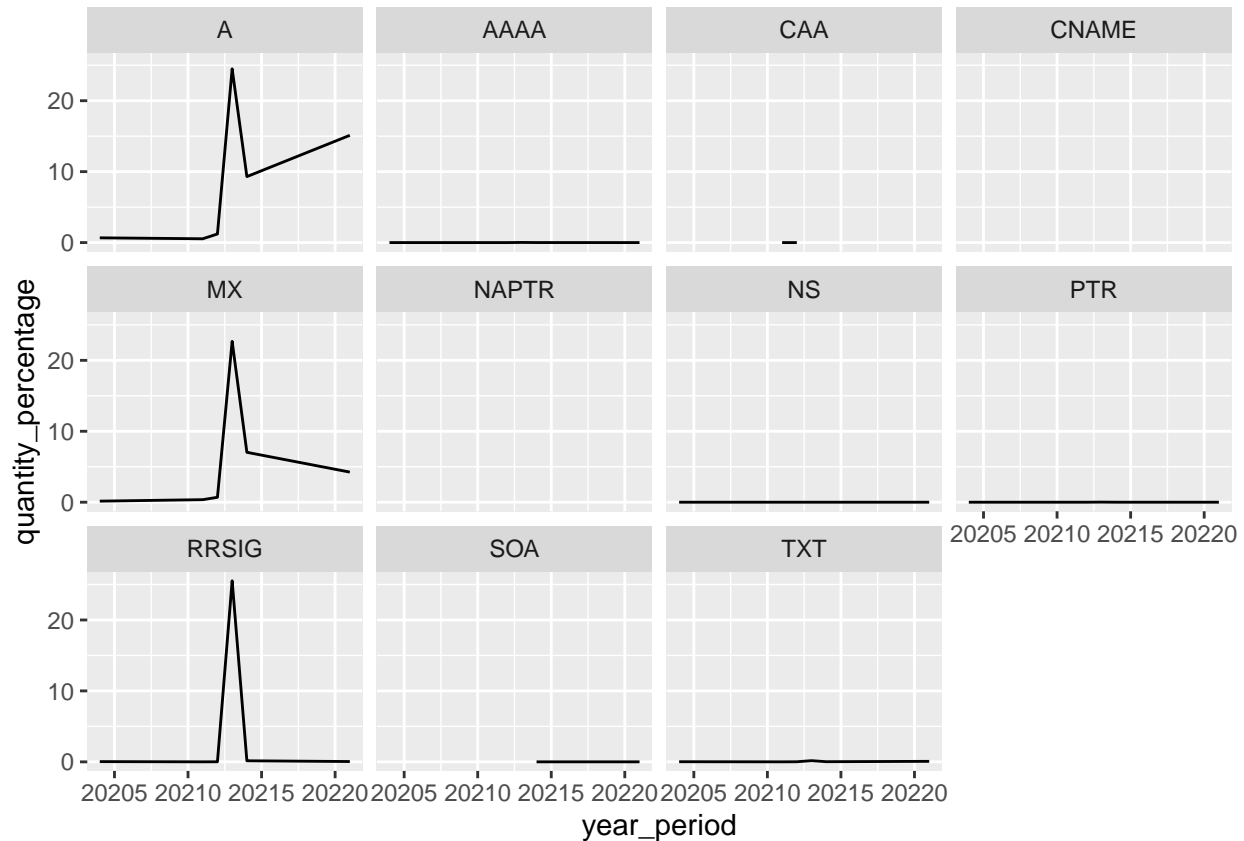 A AAAA CAA CNAME
20
10
0
MX NAPTR NS PTR
20
10
0
20205 20210 20215 20220
RRSIG SOA TXT
20
10
0
20205 20210 20215 20220 20205 20210 20215 20220 20205 20210 20215 20220
year_period
quantity_percentage